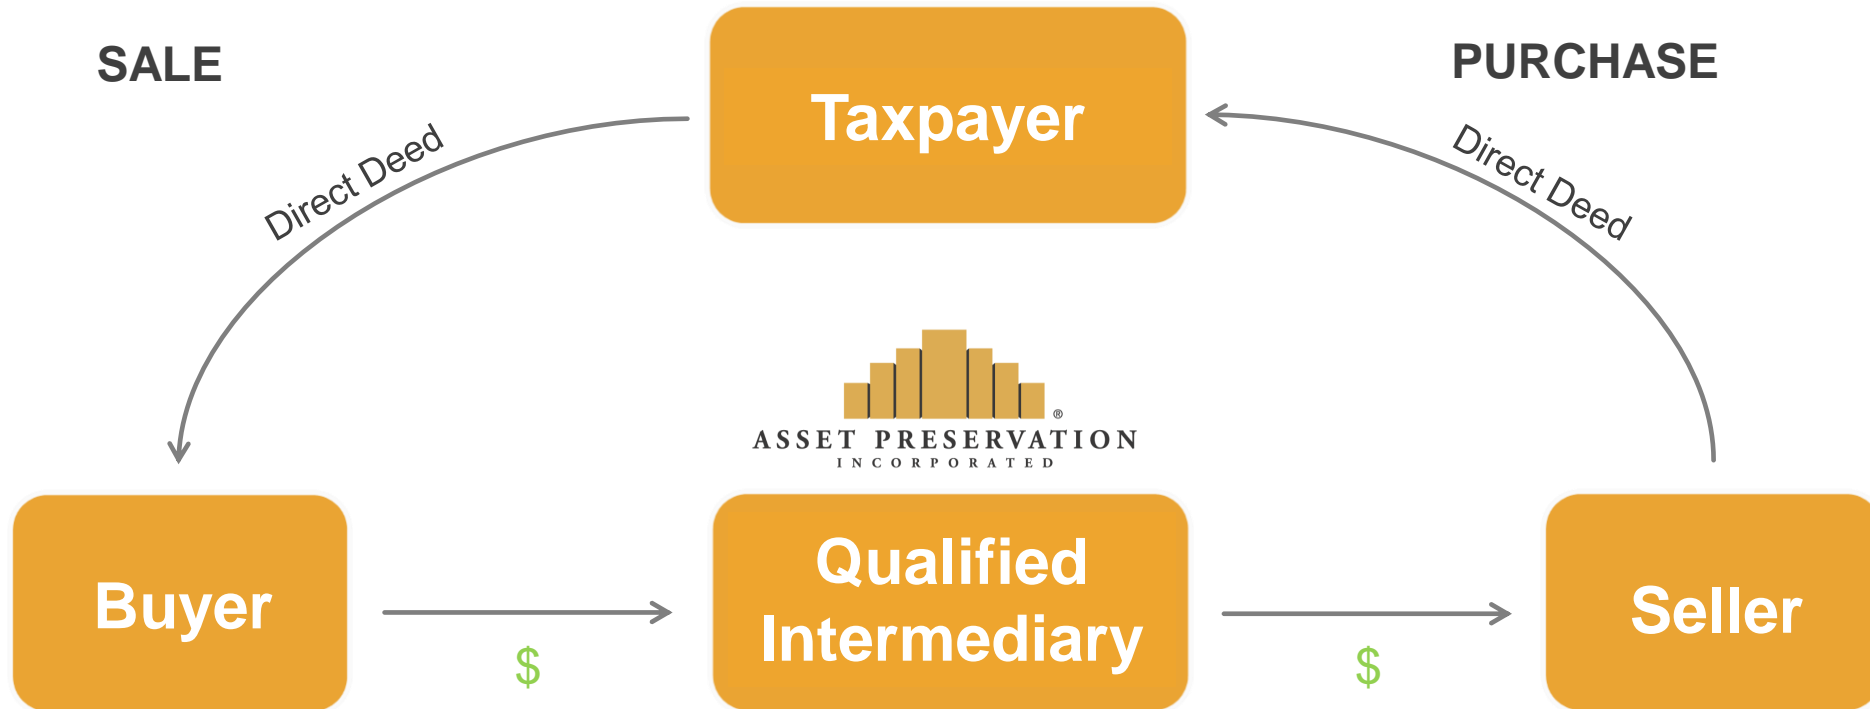 SALE
PURCHASE
Taxpayer
Direct Deed
Direct Deed
®
ASSET PRESERVATION
INCORPORATED
Buyer
$
Qualified
Intermediary
$
Seller